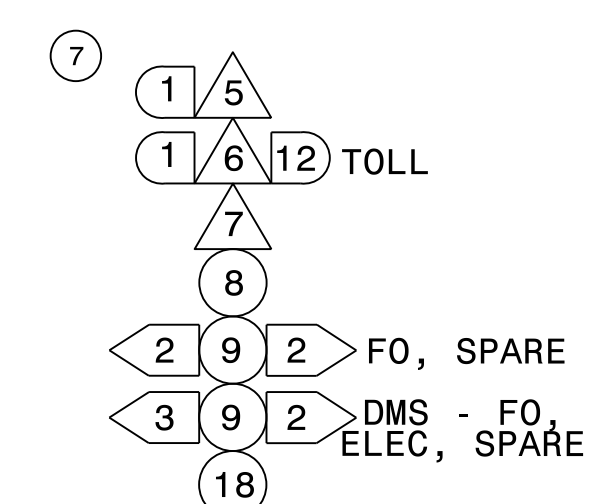 7
1 5
1 6 12 TOLL
7
8
2 9 2 FO, SPARE
3 9 2 DMS - FO,
ELEC, SPARE
18